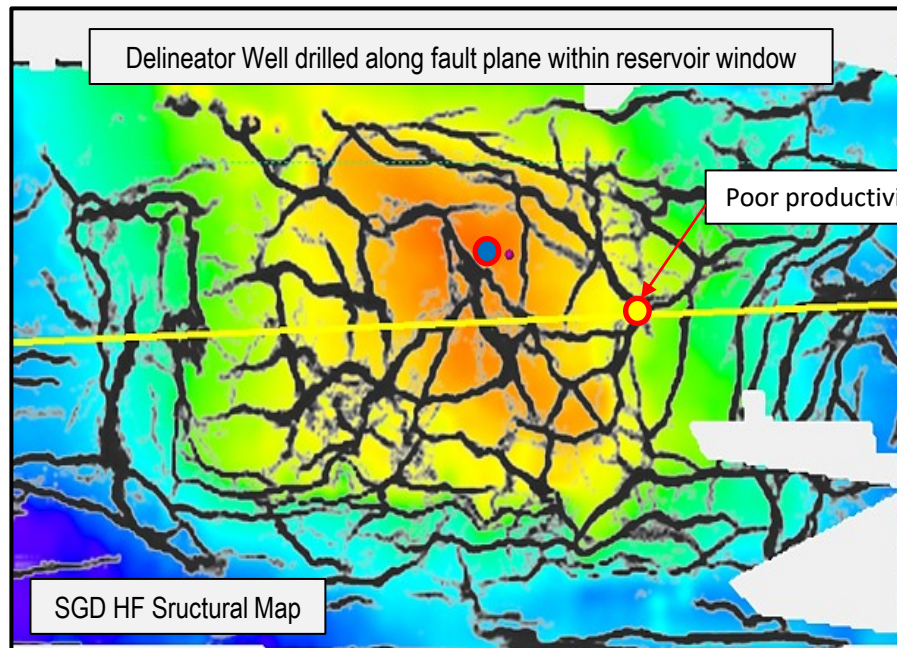 Delineator Well drilled along fault plane within reservoir window
Poor productivi
SGD HF Sructural Map